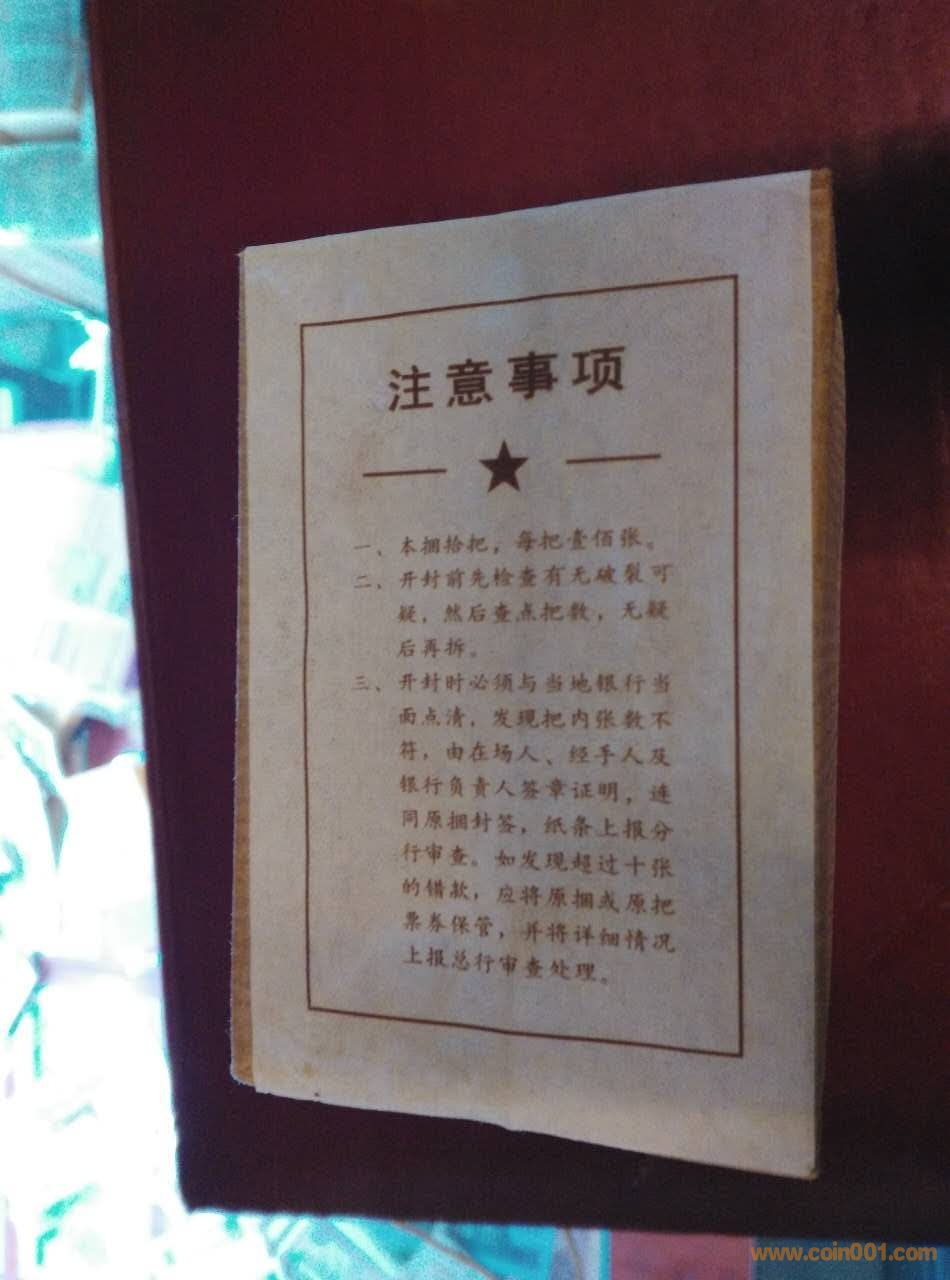 注意事项
一、本捆拾把，每把壹佰张。
二、开封前先检查有无破裂可
疑，然后查点把数，无疑
后再拆。
三、开封时必须与当地银行当
面点清，发现把内张数不
符，由在场人、经手人及
银行负责人签章证明，连
同原捆封签，纸条上报分
行审查。如发现超过十张
的错款，应将原捆或原把
票券保管，并将详细情况
上报总行审查处理。
www.coin001.com